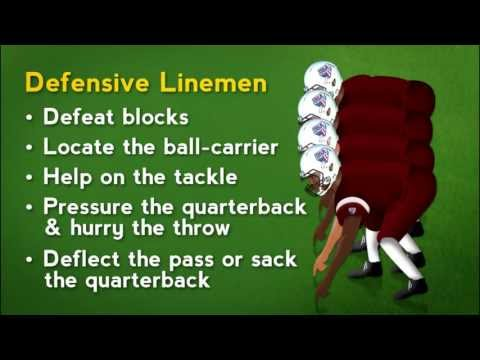 Defensive Linemen
• Defeat blocks
• Locate the ball-carrier
• Help on the tackle
• Pressure the quarterback
& hurry the throw
• Deflect the pass or sack
the quarterback